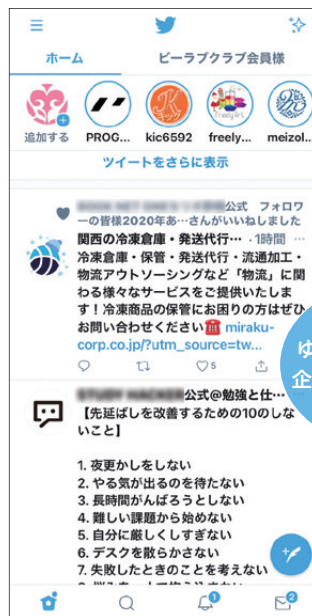 ホーム
ビーラブクラブ会員様
追加する
PROG...
kic6592
freely...
meizol...
ツイートをさらに表示
公式 フォロワ
ーの皆様2020年あ…さんがいいねしました
関西の冷凍倉庫・発送代行… ・1時間
冷凍倉庫・保管・発送代行・流通加工・
物流アウトソーシングなど「物流」に関
わる様々なサービスをご提供いたしま
す！冷凍商品の保管にお困りの方はぜひ
お問い合わせください☎ miraku-
corp.co.jp/?utm_source=tw...
5
ゆ
企
公式@勉強と仕…
【先延ばしを改善するための10のしな
いこと】
1. 夜更かしをしない
2. やる気が出るのを待たない
3. 長時間がんばろうとしない
4. 難しい課題から始めない
5. 自分に厳しくしすぎない
6. デスクを散らかさない
7. 失敗したときのことを考えない
1
2